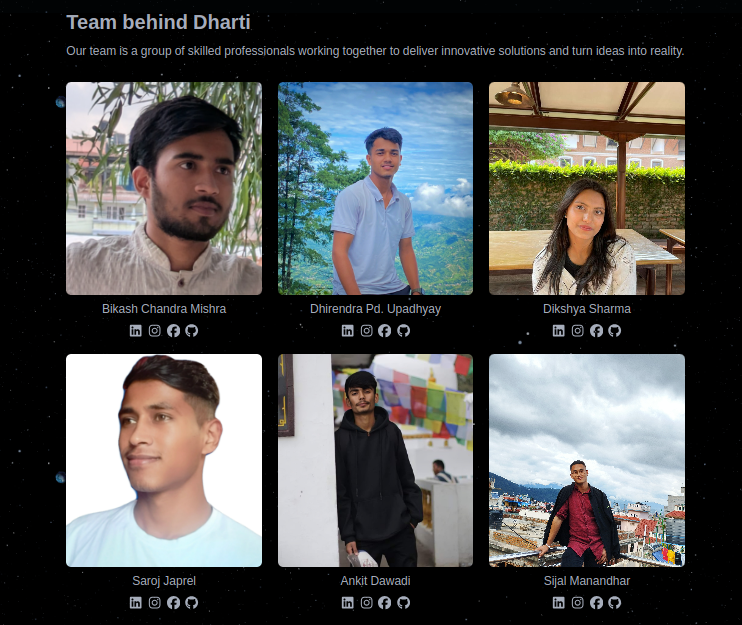 Team behind Dharti
Our team is a group of skilled professionals working together to deliver innovative solutions and turn ideas into reality.
Bikash Chandra Mishra
Dhirendra Pd. Upadhyay
Dikshya Sharma
Saroj Japrel
Ankit Dawadi
Sijal Manandhar